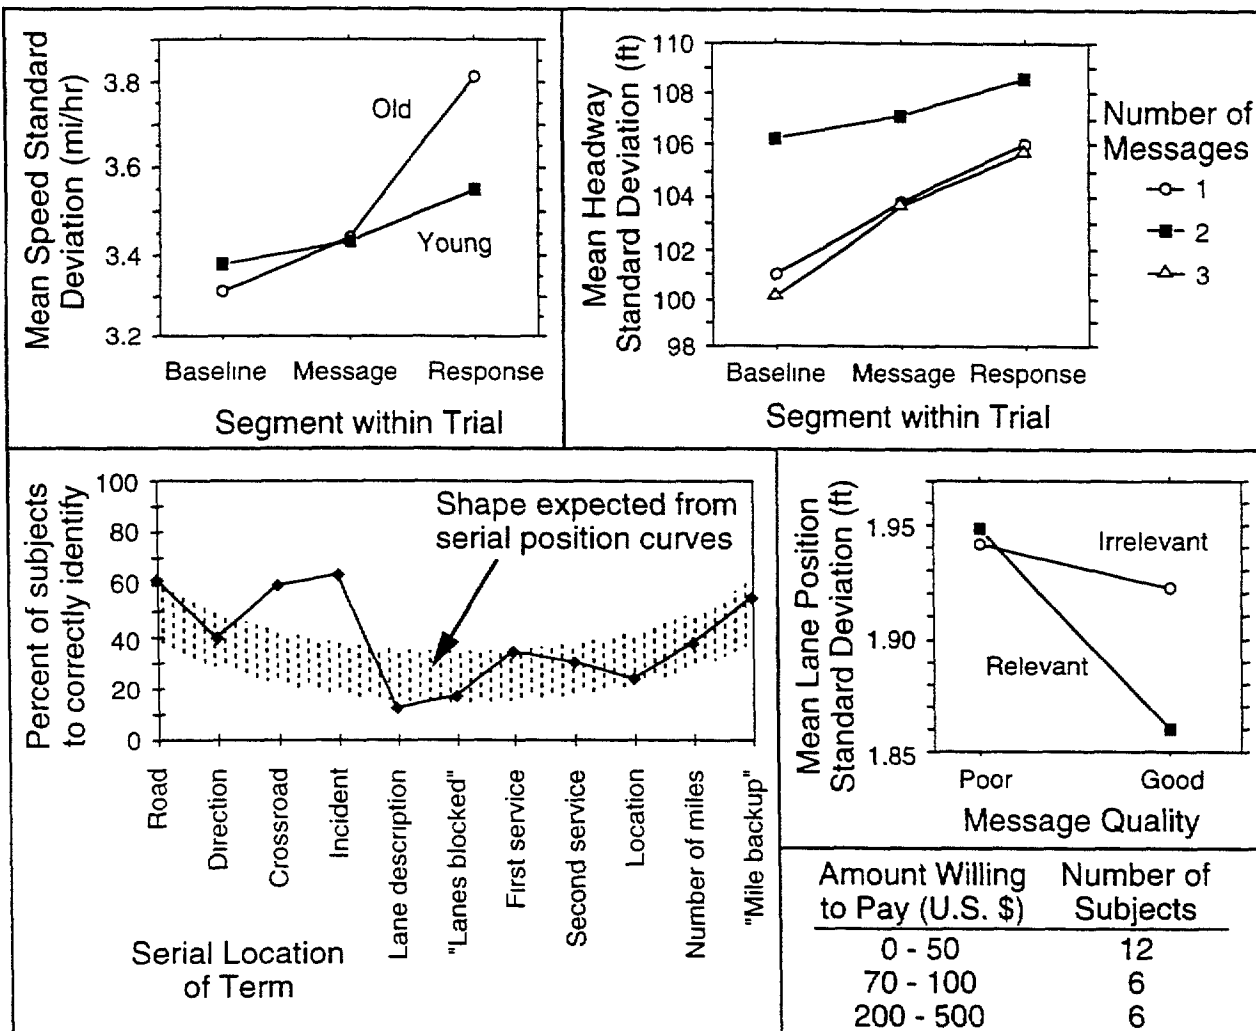 Mean Speed Standard
Deviation (mi/hr)
3.8
3.6
3.4
3.2
Old
Young
Baseline Message Response
Segment within Trial
Mean Headway
Standard Deviation (ft)
110
108
106
104
102
100
98
Baseline Message Response
Segment within Trial
Number of
Messages
1
2
3
Percent of subjects
to correctly identify
100
80
60
40
20
0
Shape expected from
serial position curves
Road
Direction
Crossroad
Incident
Lane description
"Lanes blocked"
First service
Second service
Location
Number of miles
"Mile backup"
Serial Location
of Term
Mean Lane Position
Standard Deviation (ft)
1.95
1.90
1.85
Irrelevant
Relevant
Poor Good
Message Quality
Amount Willing Number of
to Pay (U.S. $) Subjects
0 - 50 12
70 - 100 6
200 - 500 6